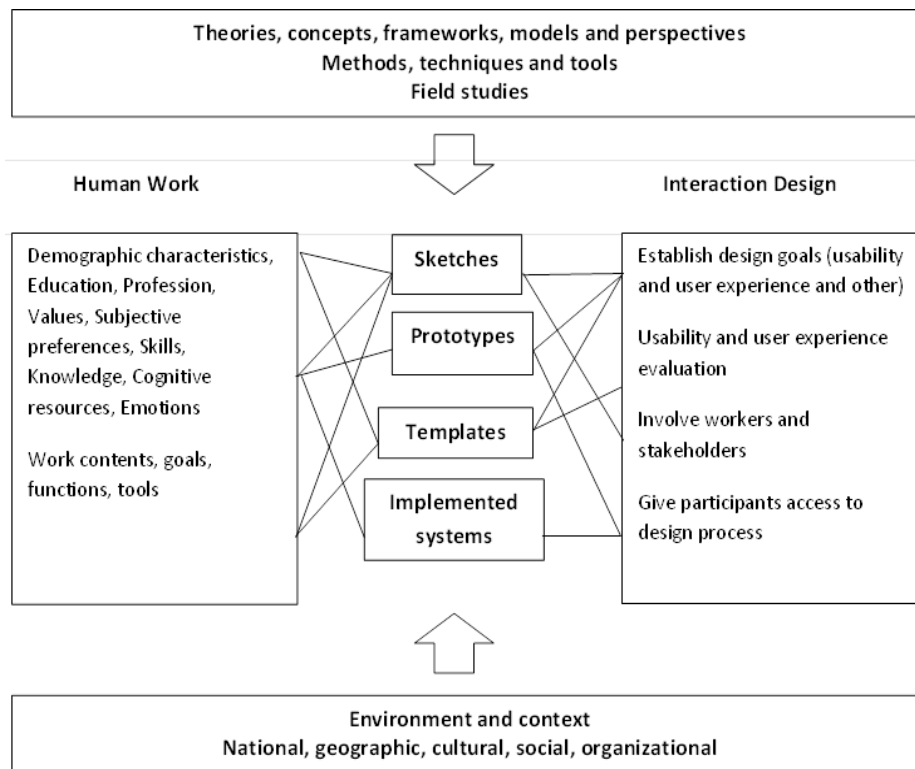 Theories, concepts, frameworks, models and perspectives
Methods, techniques and tools
Field studies
Human Work
Interaction Design
Demographic characteristics,
Education, Profession,
Values, Subjective
preferences, Skills,
Knowledge, Cognitive
resources, Emotions
Work contents, goals,
functions, tools
Sketches
Prototypes
Templates
Implemented
systems
Establish design goals (usability
and user experience and other)
Usability and user experience
evaluation
Involve workers and
stakeholders
Give participants access to
design process
Environment and context
National, geographic, cultural, social, organizational